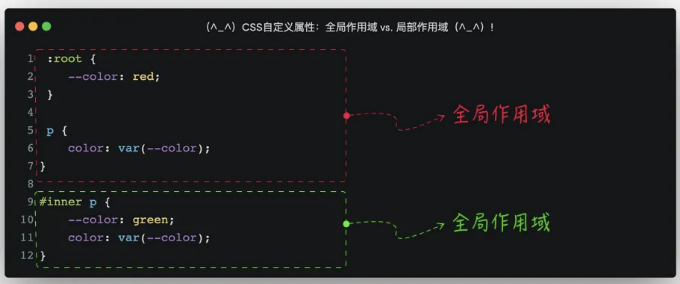 (^_^)CSS自定义属性：全局作用域 vs. 局部作用域(^_^)!
1 :root {
2 --color: red;
3 }
4
5 p {
6 color: var(--color);
7 }
8
9 #inner p {
10 --color: green;
11 color: var(--color);
12 }
全局作用域
全局作用域